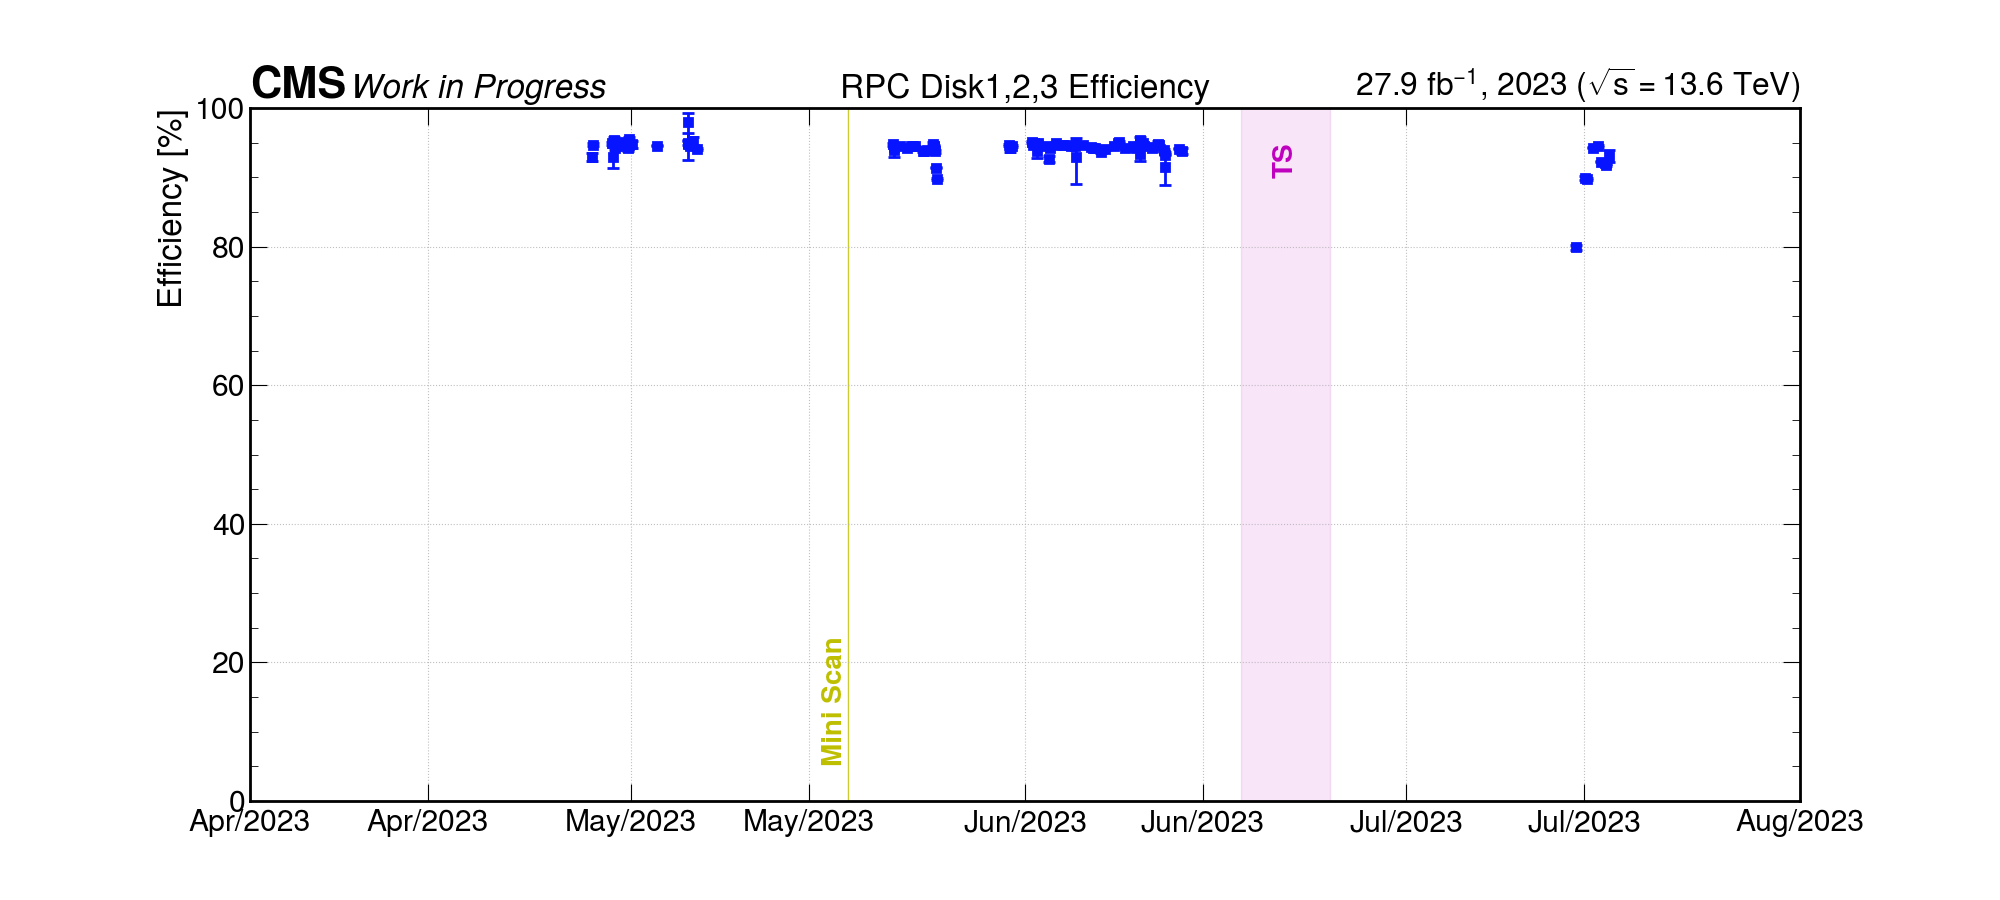 CMS Work in Progress
RPC Disk1,2,3 Efficiency
27.9 fb⁻¹, 2023 (√s = 13.6 TeV)
Efficiency [%]
100
80
60
40
20
0
TS
Mini Scan
Apr/2023 Apr/2023 May/2023 May/2023 Jun/2023 Jun/2023 Jul/2023 Jul/2023 Aug/2023